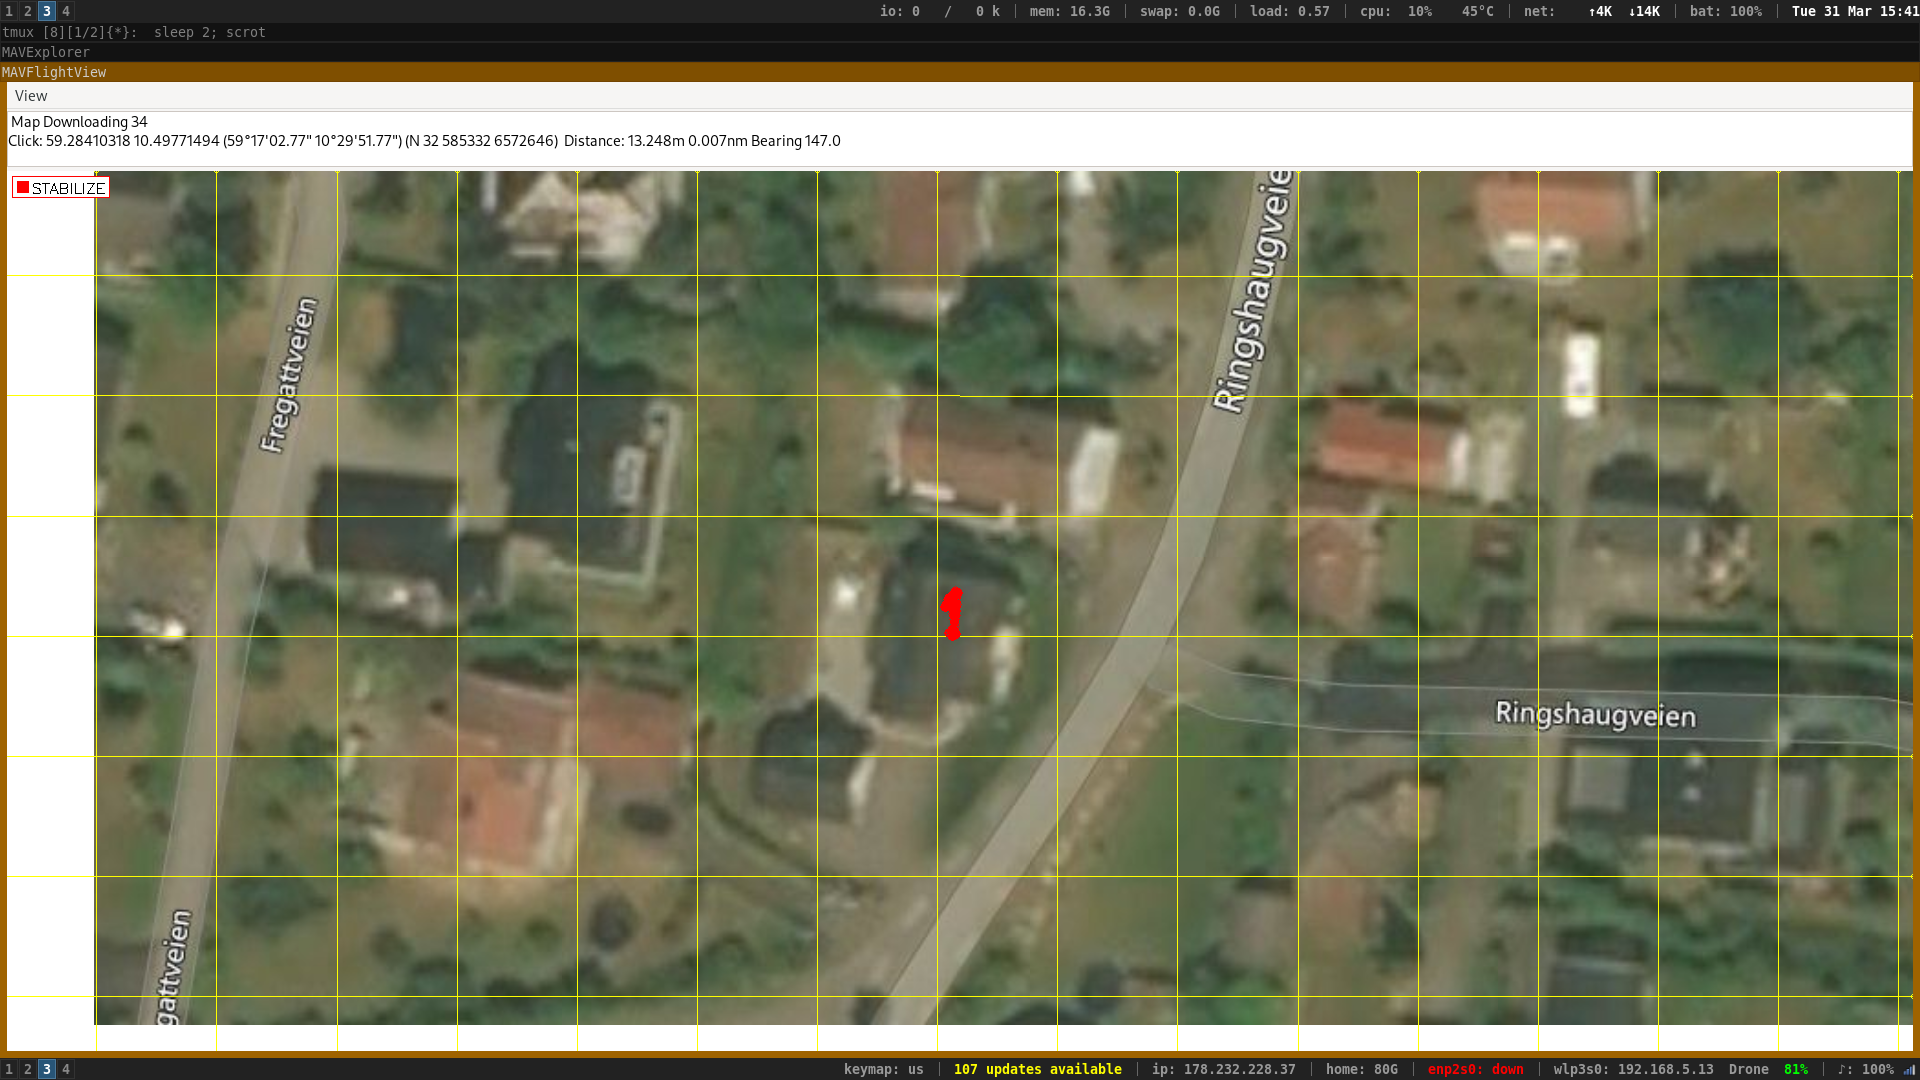 1 2 3 4 io: 0 / 0 k mem: 16.3G swap: 0.0G load: 0.57 cpu: 10% 45°C net: ↑4K ↓14K bat: 100% Tue 31 Mar 15:41
tmux [8][1/2]{*}: sleep 2; scrot
MAVExplorer
MAVFlightView
View
Map Downloading 34
Click: 59.28410318 10.49771494 (59°17'02.77" 10°29'51.77") (N 32 585332 6572646) Distance: 13.248m 0.007nm Bearing 147.0
STABILIZE
Ringshaugveie
Fregattveien
Ringshaugveien
gattveien
1 2 3 4 keymap: us 107 updates available ip: 178.232.228.37 home: 80G enp2s0: down wlp3s0: 192.168.5.13 Drone 81% ♪: 100%